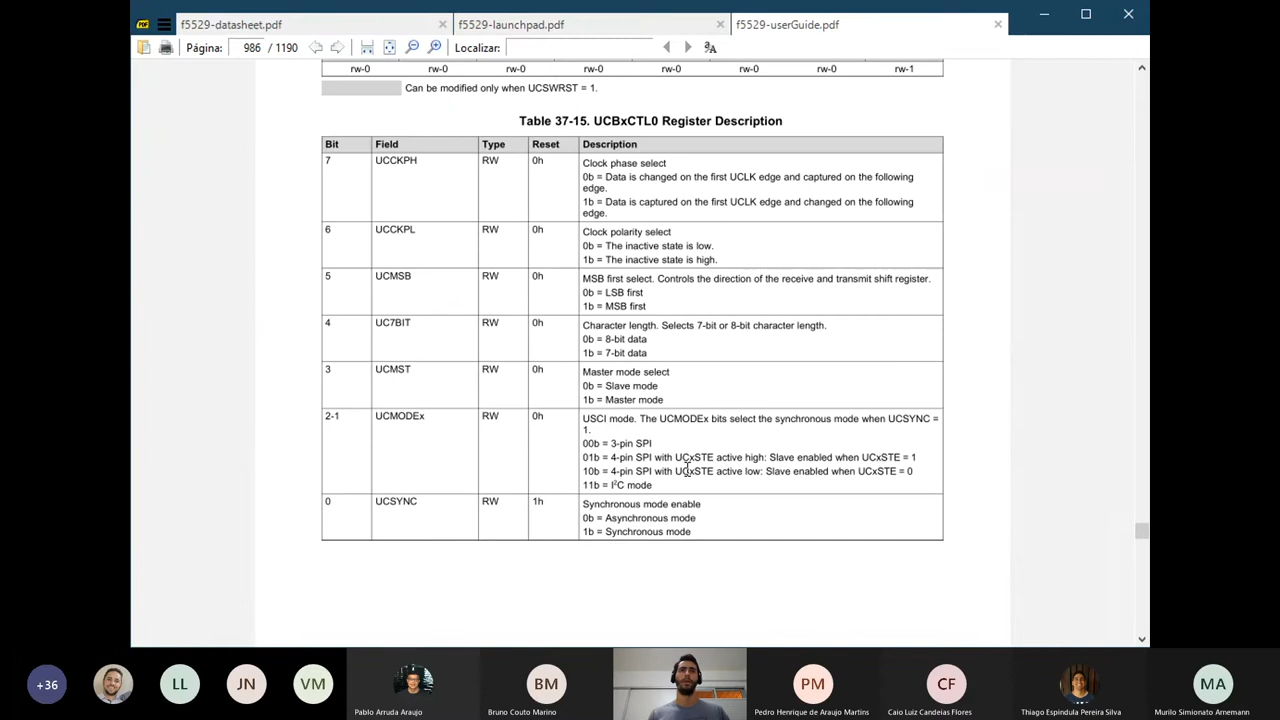 f5529-datasheet.pdf
f5529-launchpad.pdf
f5529-userGuide.pdf
Página: 986 / 1190
Localizar:
rw-0 rw-0 rw-0 rw-0 rw-0 rw-0 rw-0 rw-1
Can be modified only when UCSWRST = 1.
Table 37-15. UCBxCTL0 Register Description
Bit Field Type Reset Description
7 UCCKPH RW 0h Clock phase select
0b = Data is changed on the first UCLK edge and captured on the following
edge.
1b = Data is captured on the first UCLK edge and changed on the following
edge.
6 UCCKPL RW 0h Clock polarity select
0b = The inactive state is low.
1b = The inactive state is high.
5 UCMSB RW 0h MSB first select. Controls the direction of the receive and transmit shift register.
0b = LSB first
1b = MSB first
4 UC7BIT RW 0h Character length. Selects 7-bit or 8-bit character length.
0b = 8-bit data
1b = 7-bit data
3 UCMST RW 0h Master mode select
0b = Slave mode
1b = Master mode
2-1 UCMODEx RW 0h USCI mode. The UCMODEx bits select the synchronous mode when UCSYNC =
1.
00b = 3-pin SPI
01b = 4-pin SPI with UCxSTE active high: Slave enabled when UCxSTE = 1
10b = 4-pin SPI with UCxSTE active low: Slave enabled when UCxSTE = 0
11b = I²C mode
0 UCSYNC RW 1h Synchronous mode enable
0b = Asynchronous mode
1b = Synchronous mode
+36 LL JN VM BM PM CF MA
Pablo Arruda Araujo
Bruno Couto Marino
Pedro Henrique de Araujo Martins
Caio Luiz Candeias Flores
Thiago Espindula Pereira Silva
Murilo Simionato Arnemann